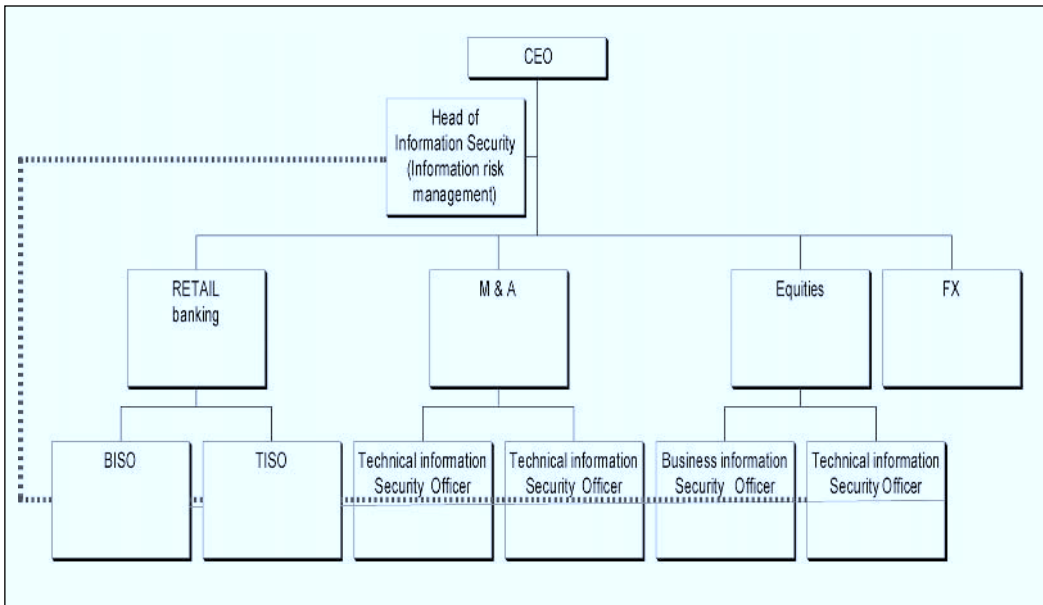 CEO
Head of
Information Security
(Information risk
management)
RETAIL
banking
M & A
Equities
FX
BISO
TISO
Technical information
Security Officer
Technical information
Security Officer
Business information
Security Officer
Technical information
Security Officer